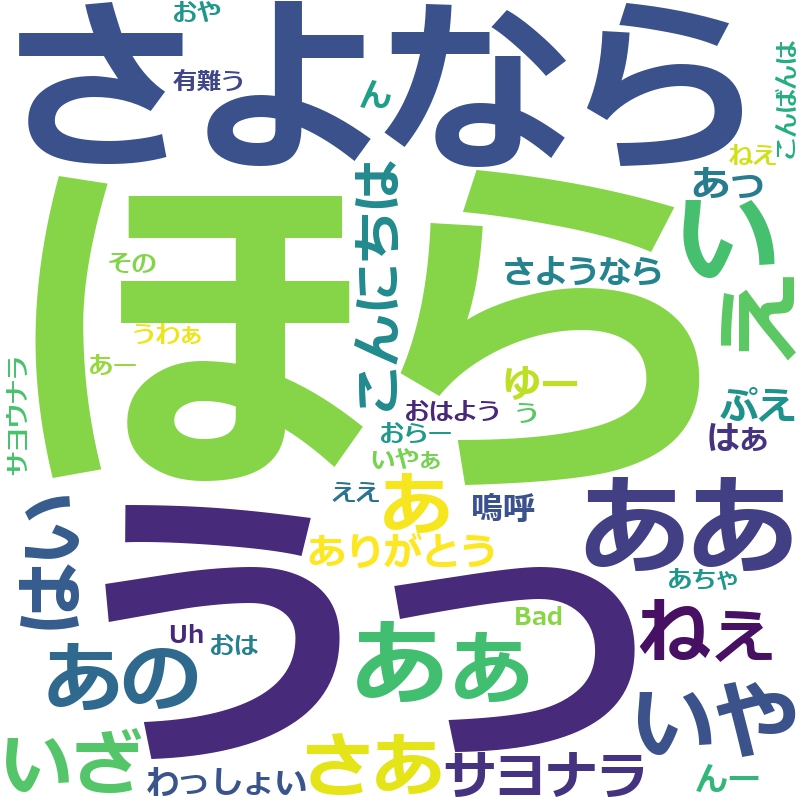 おや
さよなら
有難う
ん
こんばんは
ねえ
あっ
ほら
こんにちは
いえ
その
さようなら
うわぁ
あー
サヨウナラ
ゆー
おはよう
う
ぷえ
おらー
はぁ
いやぁ
ええ
あ
嗚呼
ああ
はい
うっ
ありがとう
あちゃ
Bad
ねぇ
Uh
おは
あの
あぁ
いや
いざ
わっしょい
さあ
サヨナラ
んー